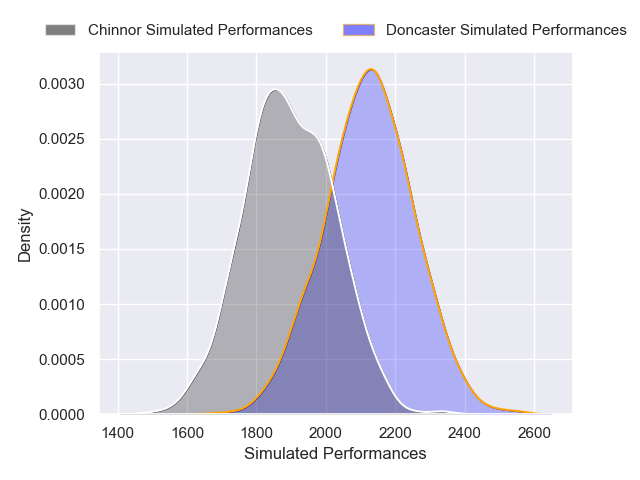 Chinnor Simulated Performances
Doncaster Simulated Performances
0.0030
0.0025
0.0020
0.0015
0.0010
0.0005
0.0000
Density
1400 1600 1800 2000 2200 2400 2600
Simulated Performances